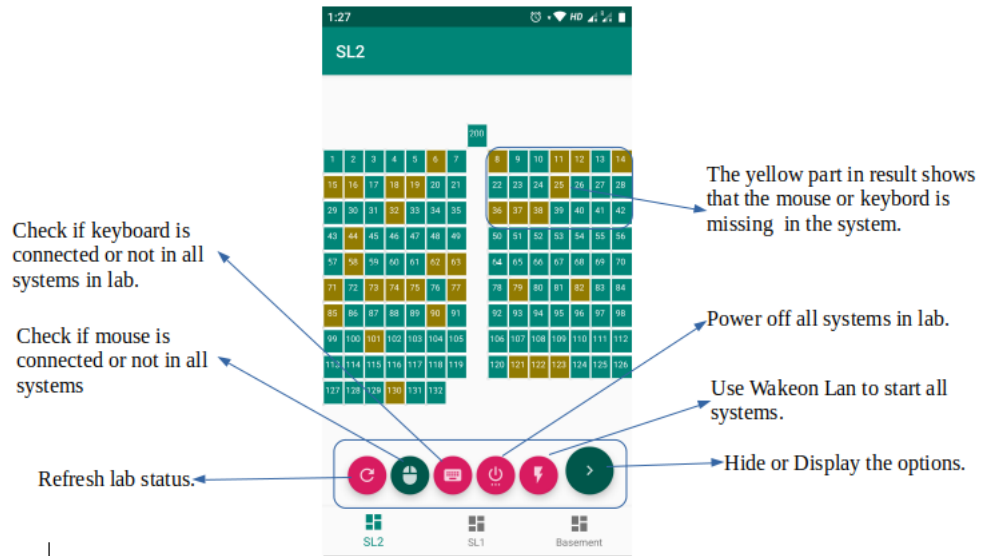 1:27 HD
SL2
200
1 2 3 4 5 6 7 8 9 10 11 12 13 14
15 16 17 18 19 20 21 22 23 24 25 26 27 28
29 30 31 32 33 34 35 36 37 38 39 40 41 42
43 44 45 46 47 48 49 50 51 52 53 54 55 56
57 58 59 60 61 62 63 64 65 66 67 68 69 70
71 72 73 74 75 76 77 78 79 80 81 82 83 84
85 86 87 88 89 90 91 92 93 94 95 96 97 98
99 100 101 102 103 104 105 106 107 108 109 110 111 112
113 114 115 116 117 118 119 120 121 122 123 124 125 126
127 128 129 130 131 132
SL2 SL1 Basement
Check if keyboard is
connected or not in all
systems in lab.
Check if mouse is
connected or not in all
systems
Refresh lab status.
The yellow part in result shows
that the mouse or keybord is
missing in the system.
Power off all systems in lab.
Use Wakeon Lan to start all
systems.
Hide or Display the options.